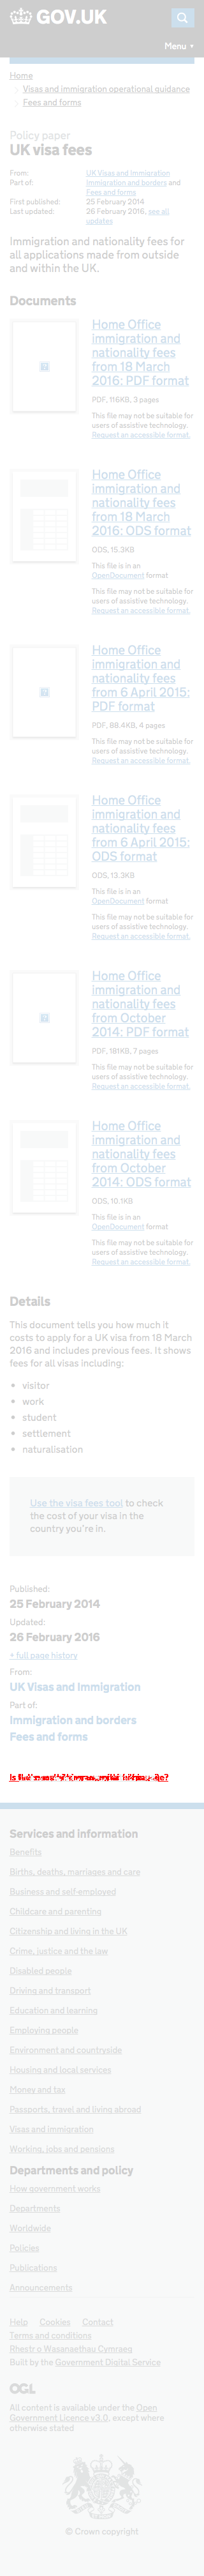 GOV.UK
Menu ▼
Home
Visas and immigration operational guidance
Fees and forms
Policy paper
UK visa fees
From: UK Visas and Immigration
Part of: Immigration and borders and
Fees and forms
First published: 25 February 2014
Last updated: 26 February 2016, see all
updates
Immigration and nationality fees for
all applications made from outside
and within the UK.
Documents
Home Office
immigration and
nationality fees
from 18 March
2016: PDF format
PDF, 116KB, 3 pages
This file may not be suitable for
users of assistive technology.
Request an accessible format.
Home Office
immigration and
nationality fees
from 18 March
2016: ODS format
ODS, 15.3KB
This file is in an
OpenDocument format
This file may not be suitable for
users of assistive technology.
Request an accessible format.
Home Office
immigration and
nationality fees
from 6 April 2015:
PDF format
PDF, 88.4KB, 4 pages
This file may not be suitable for
users of assistive technology.
Request an accessible format.
Home Office
immigration and
nationality fees
from 6 April 2015:
ODS format
ODS, 13.3KB
This file is in an
OpenDocument format
This file may not be suitable for
users of assistive technology.
Request an accessible format.
Home Office
immigration and
nationality fees
from October
2014: PDF format
PDF, 181KB, 7 pages
This file may not be suitable for
users of assistive technology.
Request an accessible format.
Home Office
immigration and
nationality fees
from October
2014: ODS format
ODS, 10.1KB
This file is in an
OpenDocument format
This file may not be suitable for
users of assistive technology.
Request an accessible format.
Details
This document tells you how much it
costs to apply for a UK visa from 18 March
2016 and includes previous fees. It shows
fees for all visas including:
• visitor
• work
• student
• settlement
• naturalisation
Use the visa fees tool to check
the cost of your visa in the
country you're in.
Published:
25 February 2014
Updated:
26 February 2016
+ full page history
From:
UK Visas and Immigration
Part of:
Immigration and borders
Fees and forms
Services and information
Benefits
Births, deaths, marriages and care
Business and self-employed
Childcare and parenting
Citizenship and living in the UK
Crime, justice and the law
Disabled people
Driving and transport
Education and learning
Employing people
Environment and countryside
Housing and local services
Money and tax
Passports, travel and living abroad
Visas and immigration
Working, jobs and pensions
Departments and policy
How government works
Departments
Worldwide
Policies
Publications
Announcements
Help Cookies Contact
Terms and conditions
Rhestr o Wasanaethau Cymraeg
Built by the Government Digital Service
OGL
All content is available under the Open
Government Licence v3.0, except where
otherwise stated
© Crown copyright